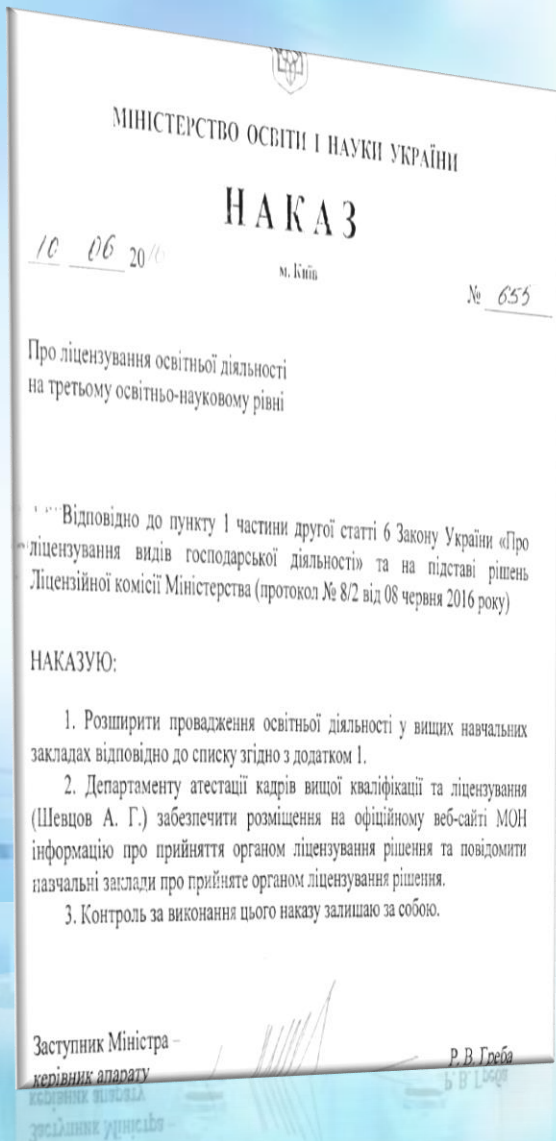 МІНІСТЕРСТВО ОСВІТИ І НАУКИ УКРАЇНИ
НАКАЗ
10 06 2016
м. Київ
№ 655
Про ліцензування освітньої діяльності
на третьому освітньо-науковому рівні
Відповідно до пункту 1 частини другої статті 6 Закону України «Про
ліцензування видів господарської діяльності» та на підставі рішень
Ліцензійної комісії Міністерства (протокол № 8/2 від 08 червня 2016 року)
НАКАЗУЮ:
1. Розширити провадження освітньої діяльності у вищих навчальних
закладах відповідно до списку згідно з додатком 1.
2. Департаменту атестації кадрів вищої кваліфікації та ліцензування
(Шевцов А. Г.) забезпечити розміщення на офіційному веб-сайті МОН
інформацію про прийняття органом ліцензування рішення та повідомити
навчальні заклади про прийняте органом ліцензування рішення.
3. Контроль за виконання цього наказу залишаю за собою.
Заступник Міністра –
керівник апарату
Р. В. Греба